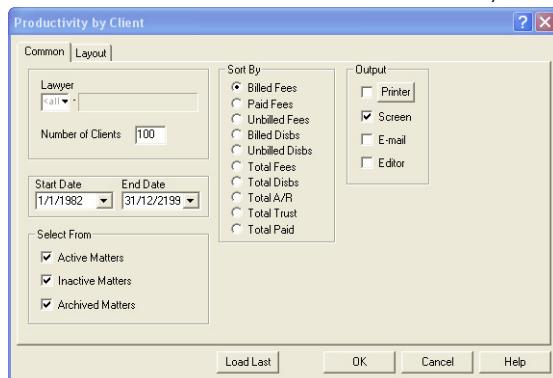 Productivity by Client
Common
Layout
Lawyer
<all
-
Number of Clients
100
Start Date
End Date
1/1/1982
31/12/2199
Select From
Active Matters
Inactive Matters
Archived Matters
Sort By
Billed Fees
Paid Fees
Unbilled Fees
Billed Disbs
Unbilled Disbs
Total Fees
Total Disbs
Total A/R
Total Trust
Total Paid
Output
Printer
Screen
E-mail
Editor
Load Last
OK
Cancel
Help